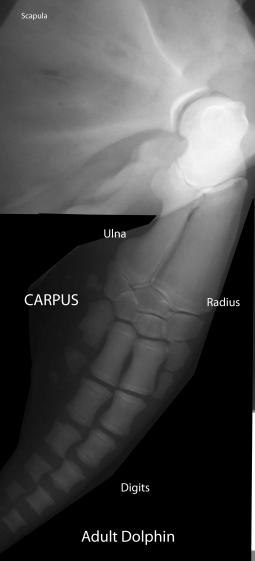 Scapula
Ulna
CARPUS
Radius
Digits
Adult Dolphin